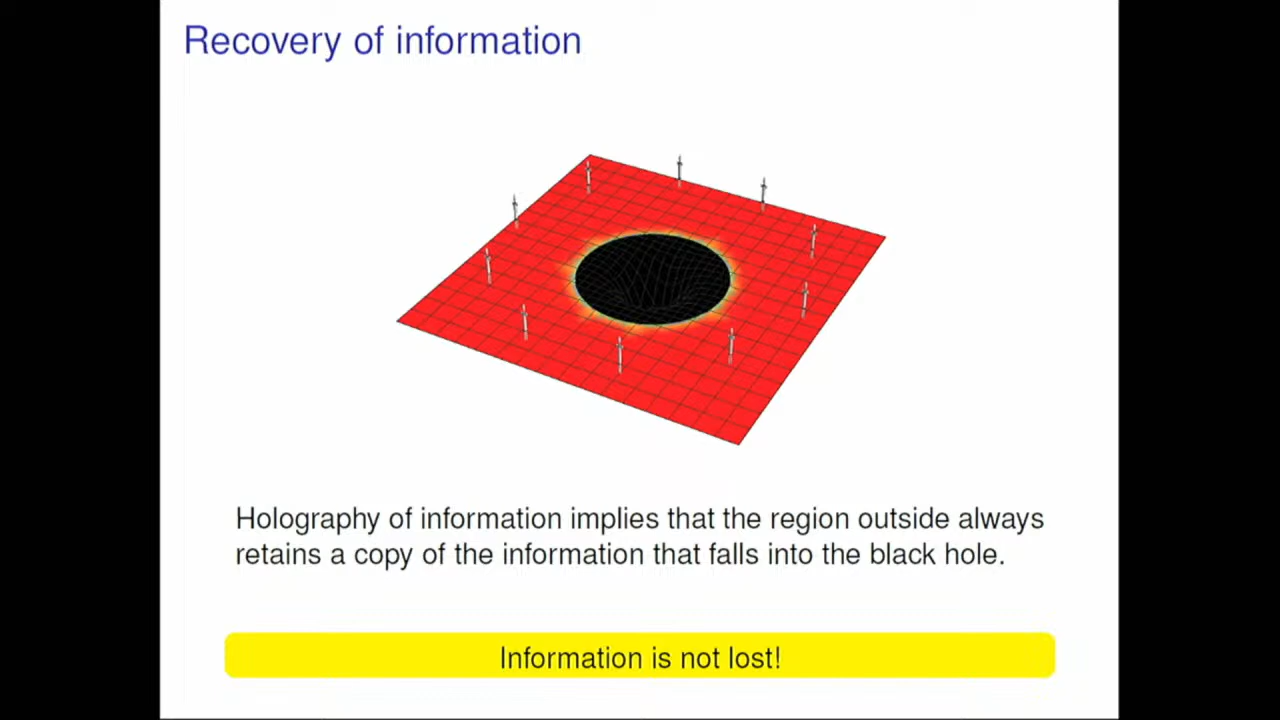 Recovery of information
Holography of information implies that the region outside always
retains a copy of the information that falls into the black hole.
Information is not lost!